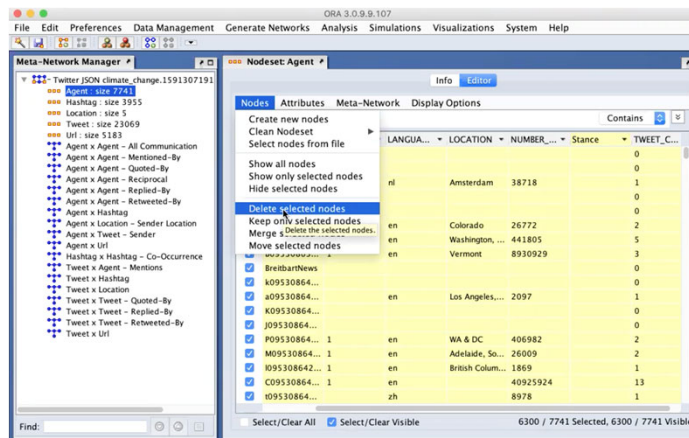 ORA 3.0.9.9.107
File Edit Preferences Data Management Generate Networks Analysis Simulations Visualizations System Help
Meta-Network Manager
Twitter JSON climate_change.1591307191
Agent : size 7741
Hashtag : size 3955
Location : size 5
Tweet : size 23069
Url : size 5183
Agent x Agent - All Communication
Agent x Agent - Mentioned-By
Agent x Agent - Quoted-By
Agent x Agent - Reciprocal
Agent x Agent - Replied-By
Agent x Agent - Retweeted-By
Agent x Hashtag
Agent x Location - Sender Location
Agent x Tweet - Sender
Agent x Url
Hashtag x Hashtag - Co-Occurrence
Tweet x Agent - Mentions
Tweet x Hashtag
Tweet x Location
Tweet x Tweet - Quoted-By
Tweet x Tweet - Replied-By
Tweet x Tweet - Retweeted-By
Tweet x Url
Find:
Nodeset: Agent
Info Editor
Nodes Attributes Meta-Network Display Options
Create new nodes
Clean Nodeset
Select nodes from file
Show all nodes
Show only selected nodes
Hide selected nodes
Delete selected nodes
Keep only selected nodes
Delete the selected nodes.
Move selected nodes
Contains
LANGUA... LOCATION NUMBER_... Stance TWEET_C...
0
0
nl Amsterdam 38718 1
0
0
en Colorado 26772 2
en Washington, ... 441805 5
1 en Vermont 8930929 3
BreitbartNews 0
k09530864... 0
a09530864... en Los Angeles,... 2097 1
K09530864... 0
J09530864... 0
P09530864... 1 en WA & DC 406982 2
M09530864... 1 en Adelaide, So... 26009 2
I095308642... 1 en British Colum... 1869 1
C09530864... 1 en 40925924 13
t09530864... zh 8978 1
Select/Clear All Select/Clear Visible 6300 / 7741 Selected, 6300 / 7741 Visible